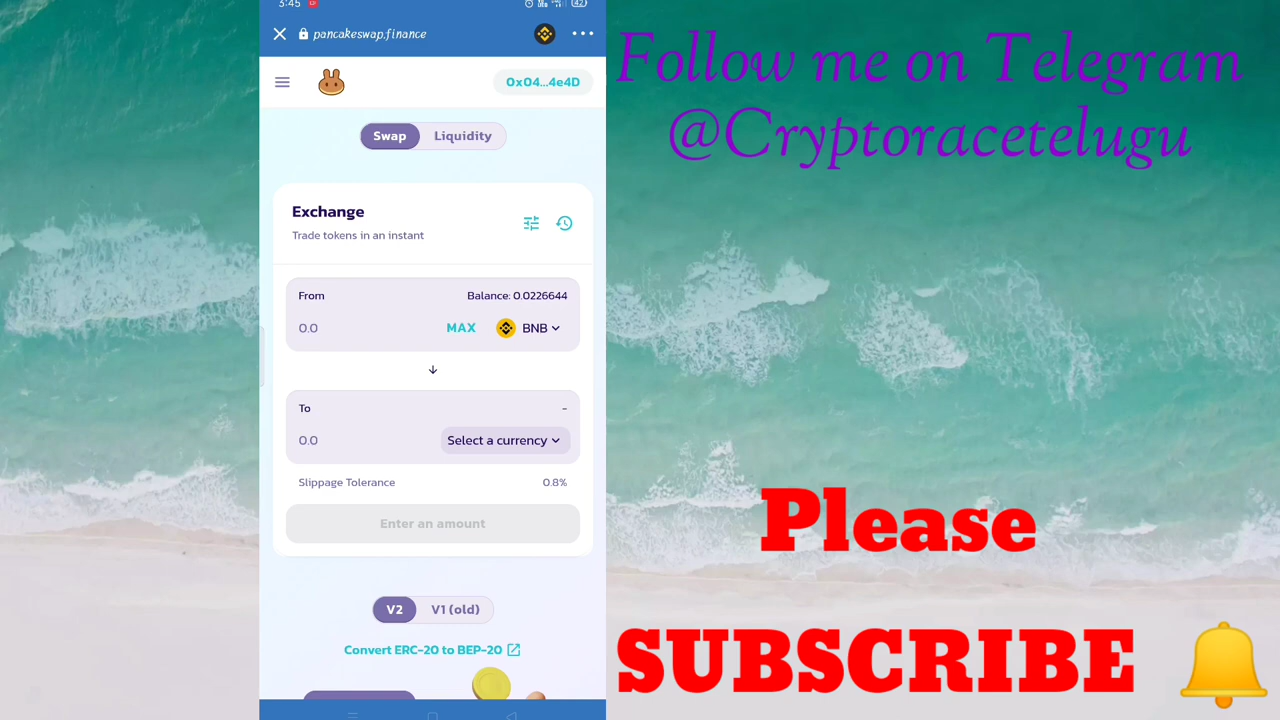 3:45
42
pancakeswap.finance
0x04...4e4D
Swap Liquidity
Exchange
Trade tokens in an instant
From Balance: 0.0226644
0.0 MAX BNB
To -
0.0 Select a currency
Slippage Tolerance 0.8%
Enter an amount
V2 V1 (old)
Convert ERC-20 to BEP-20
Follow me on Telegram
@Cryptoracetelugu
Please
SUBSCRIBE